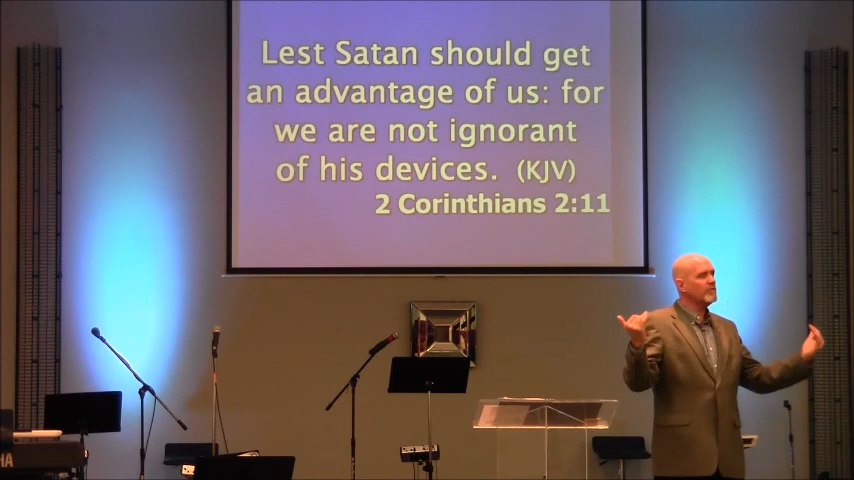 Lest Satan should get
an advantage of us: for
we are not ignorant
of his devices. (KJV)
2 Corinthians 2:11
HA